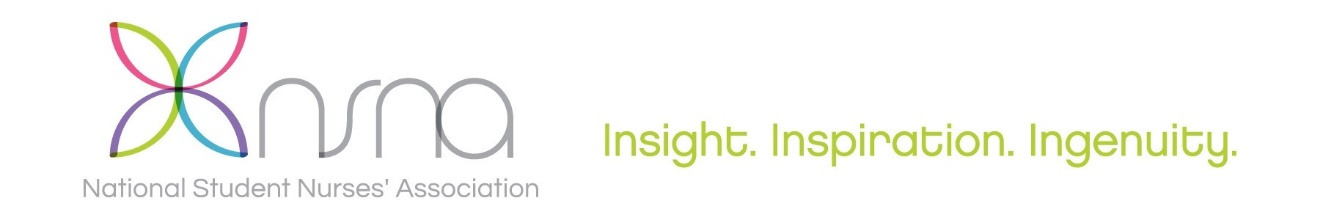 nsna
Insight. Inspiration. Ingenuity.
National Student Nurses' Association